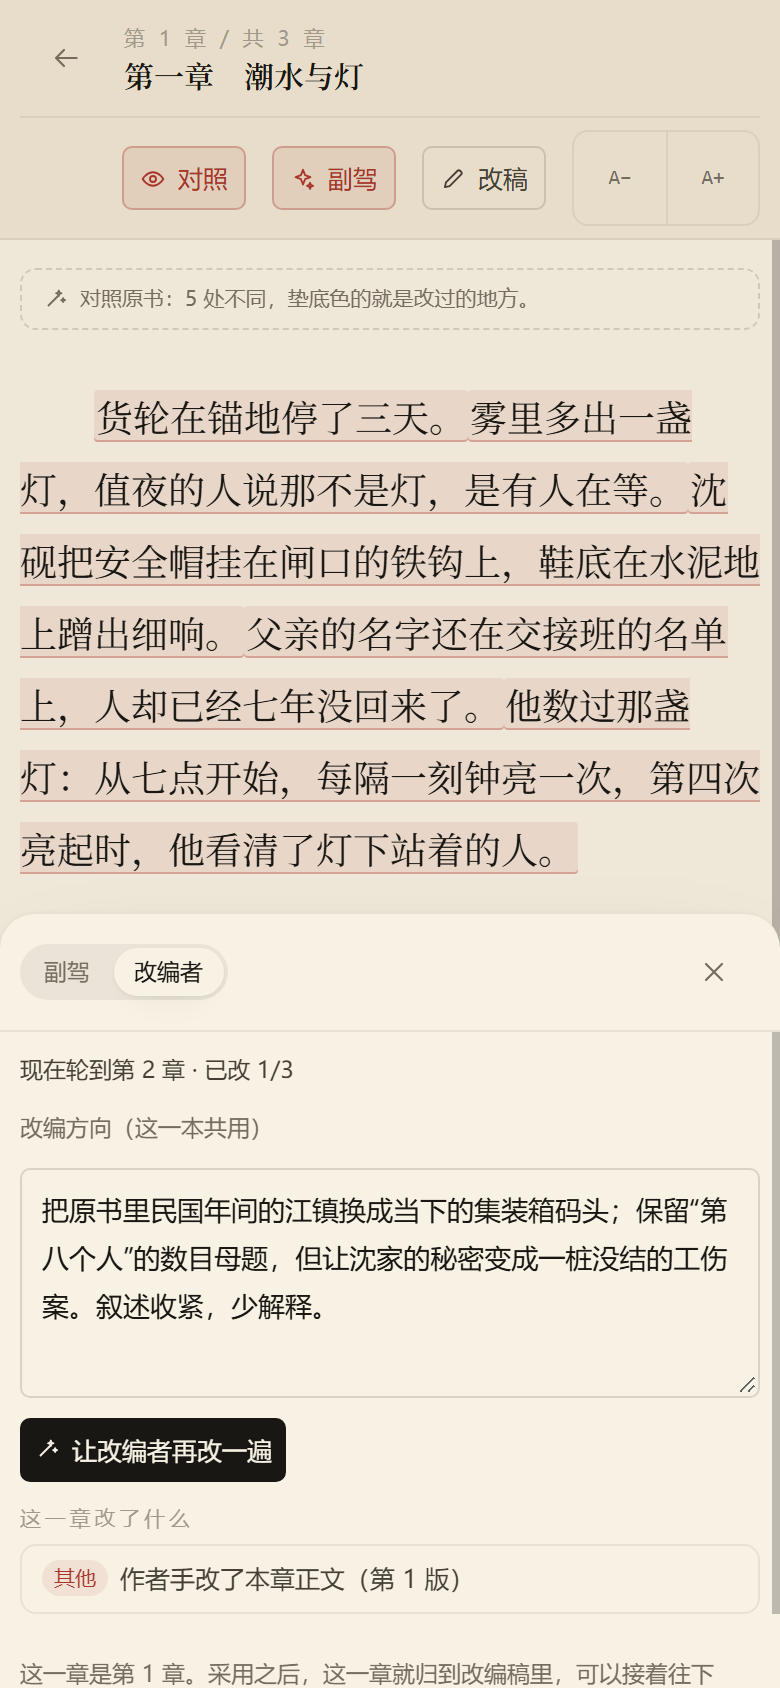 第 1 章 / 共 3 章
第一章　潮水与灯
对照
副驾
改稿
A−
A+
对照原书：5 处不同，垫底色的就是改过的地方。
货轮在锚地停了三天。雾里多出一盏
灯，值夜的人说那不是灯，是有人在等。沈
砚把安全帽挂在闸口的铁钩上，鞋底在水泥地
上蹭出细响。父亲的名字还在交接班的名单
上，人却已经七年没回来了。他数过那盏
灯：从七点开始，每隔一刻钟亮一次，第四次
亮起时，他看清了灯下站着的人。
副驾
改编者
现在轮到第 2 章 · 已改 1/3
改编方向（这一本共用）
把原书里民国年间的江镇换成当下的集装箱码头；保留“第
八个人”的数目母题，但让沈家的秘密变成一桩没结的工伤
案。叙述收紧，少解释。
让改编者再改一遍
这一章改了什么
其他
作者手改了本章正文（第 1 版）
这一章是第 1 章。采用之后，这一章就归到改编稿里，可以接着往下